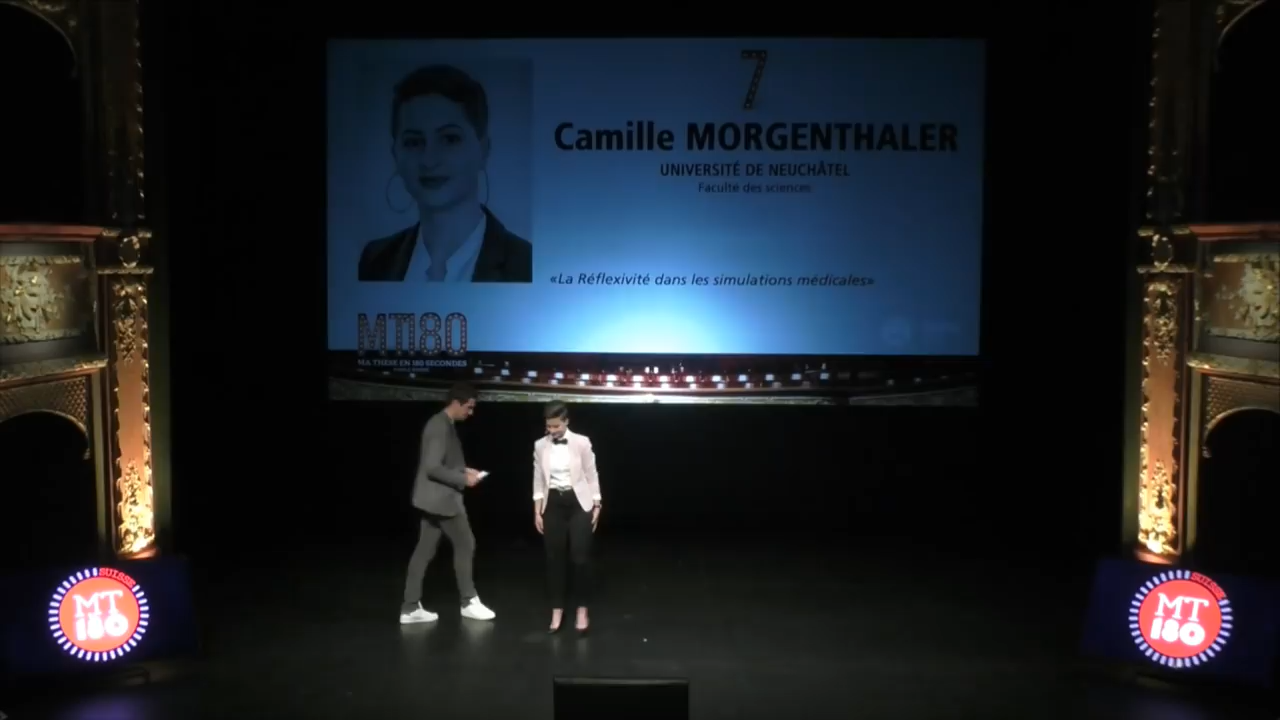 7
Camille MORGENTHALER
UNIVERSITÉ DE NEUCHÂTEL
Faculté des sciences
«La Réflexivité dans les simulations médicales»
MT180
MA THÈSE EN 180 SECONDES
SUISSE
MT
180
SUISSE
MT
180